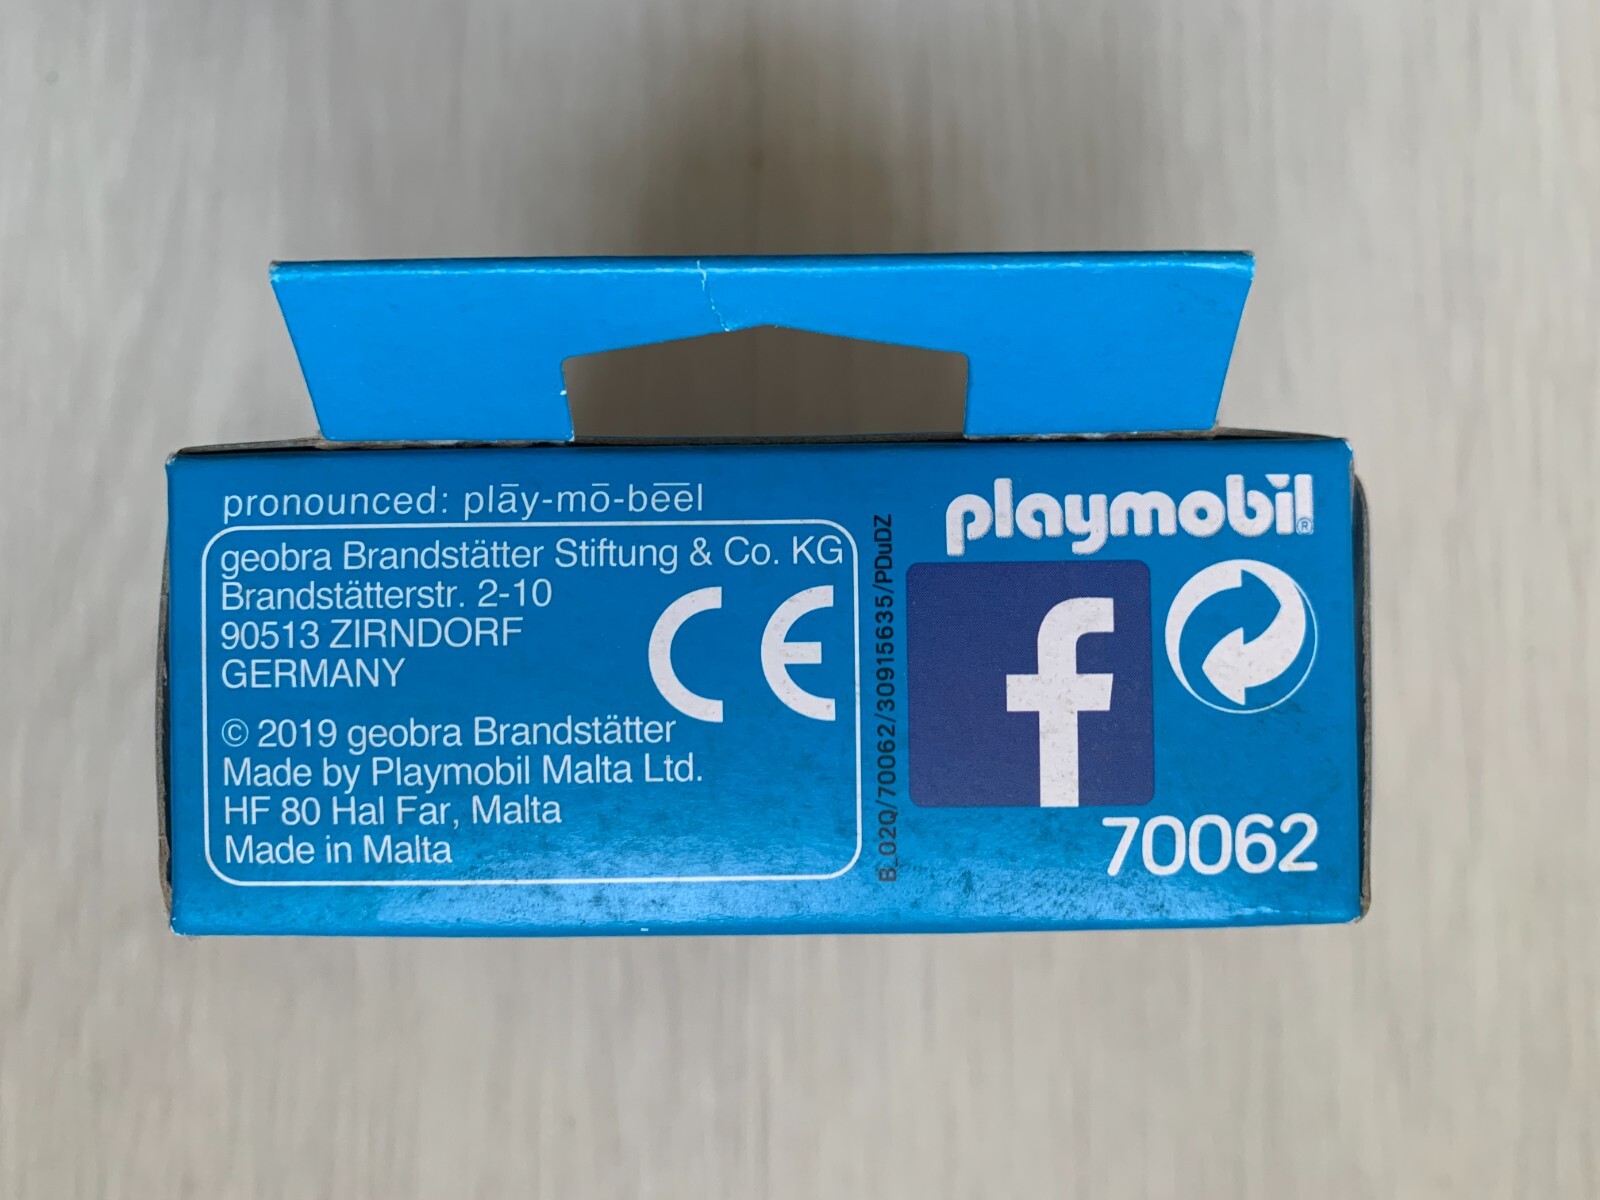 pronounced: plāy-mō-bēēl
geobra Brandstätter Stiftung & Co. KG
Brandstätterstr. 2-10
90513 ZIRNDORF
GERMANY
CE
© 2019 geobra Brandstätter
Made by Playmobil Malta Ltd.
HF 80 Hal Far, Malta
Made in Malta
B_02Q/70062/30915635/PDuDZ
playmobil®
f
70062